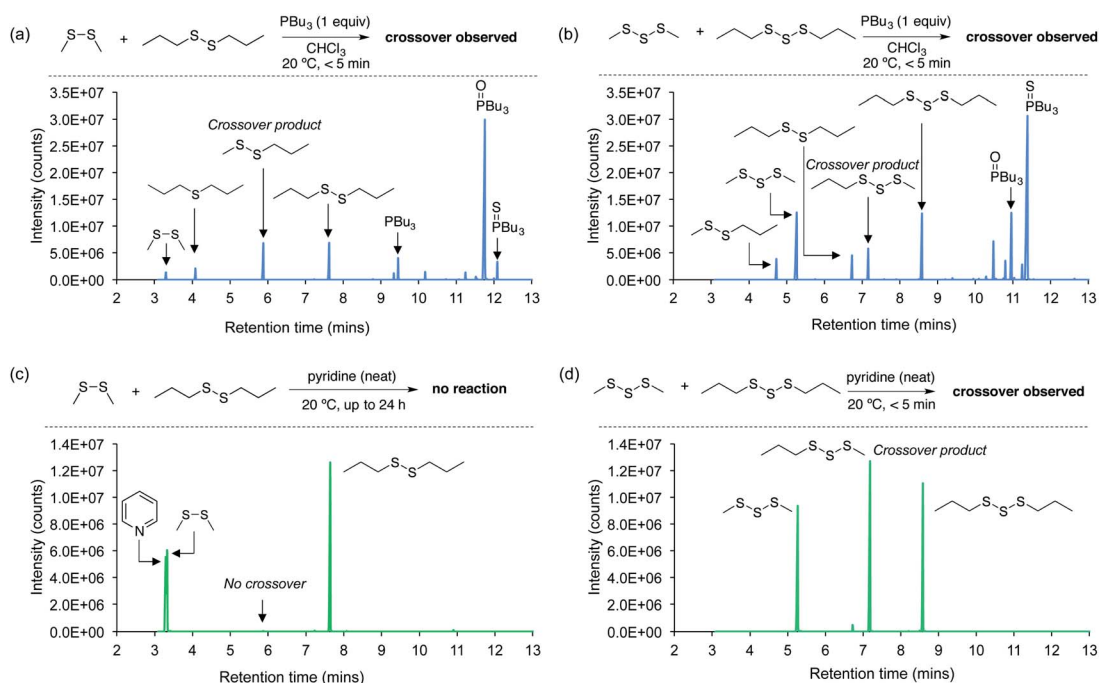 (a)
S–S
+
S
S
PBu3 (1 equiv)
CHCl3
20 ºC, < 5 min
crossover observed
3.5E+07
3.0E+07
2.5E+07
2.0E+07
1.5E+07
1.0E+07
5.0E+06
0.0E+00
Intensity (counts)
O
PBu3
Crossover product
S
S
S
S
S
PBu3
S
PBu3
S–S
2 3 4 5 6 7 8 9 10 11 12 13
Retention time (mins)
(b)
S S S
+
S S S
PBu3 (1 equiv)
CHCl3
20 ºC, < 5 min
crossover observed
3.5E+07
3.0E+07
2.5E+07
2.0E+07
1.5E+07
1.0E+07
5.0E+06
0.0E+00
Intensity (counts)
S
PBu3
S S S
S
S
Crossover product
S S S
S S S
O
PBu3
S
S
2 3 4 5 6 7 8 9 10 11 12 13
Retention time (mins)
(c)
S–S
+
S
S
pyridine (neat)
20 ºC, up to 24 h
no reaction
1.4E+07
1.2E+07
1.0E+07
8.0E+06
6.0E+06
4.0E+06
2.0E+06
0.0E+00
Intensity (counts)
S
S
N
S–S
No crossover
2 3 4 5 6 7 8 9 10 11 12 13
Retention time (mins)
(d)
S S S
+
S S S
pyridine (neat)
20 ºC, < 5 min
crossover observed
1.4E+07
1.2E+07
1.0E+07
8.0E+06
6.0E+06
4.0E+06
2.0E+06
0.0E+00
Intensity (counts)
S S S
Crossover product
S S S
S S S
2 3 4 5 6 7 8 9 10 11 12 13
Retention time (mins)